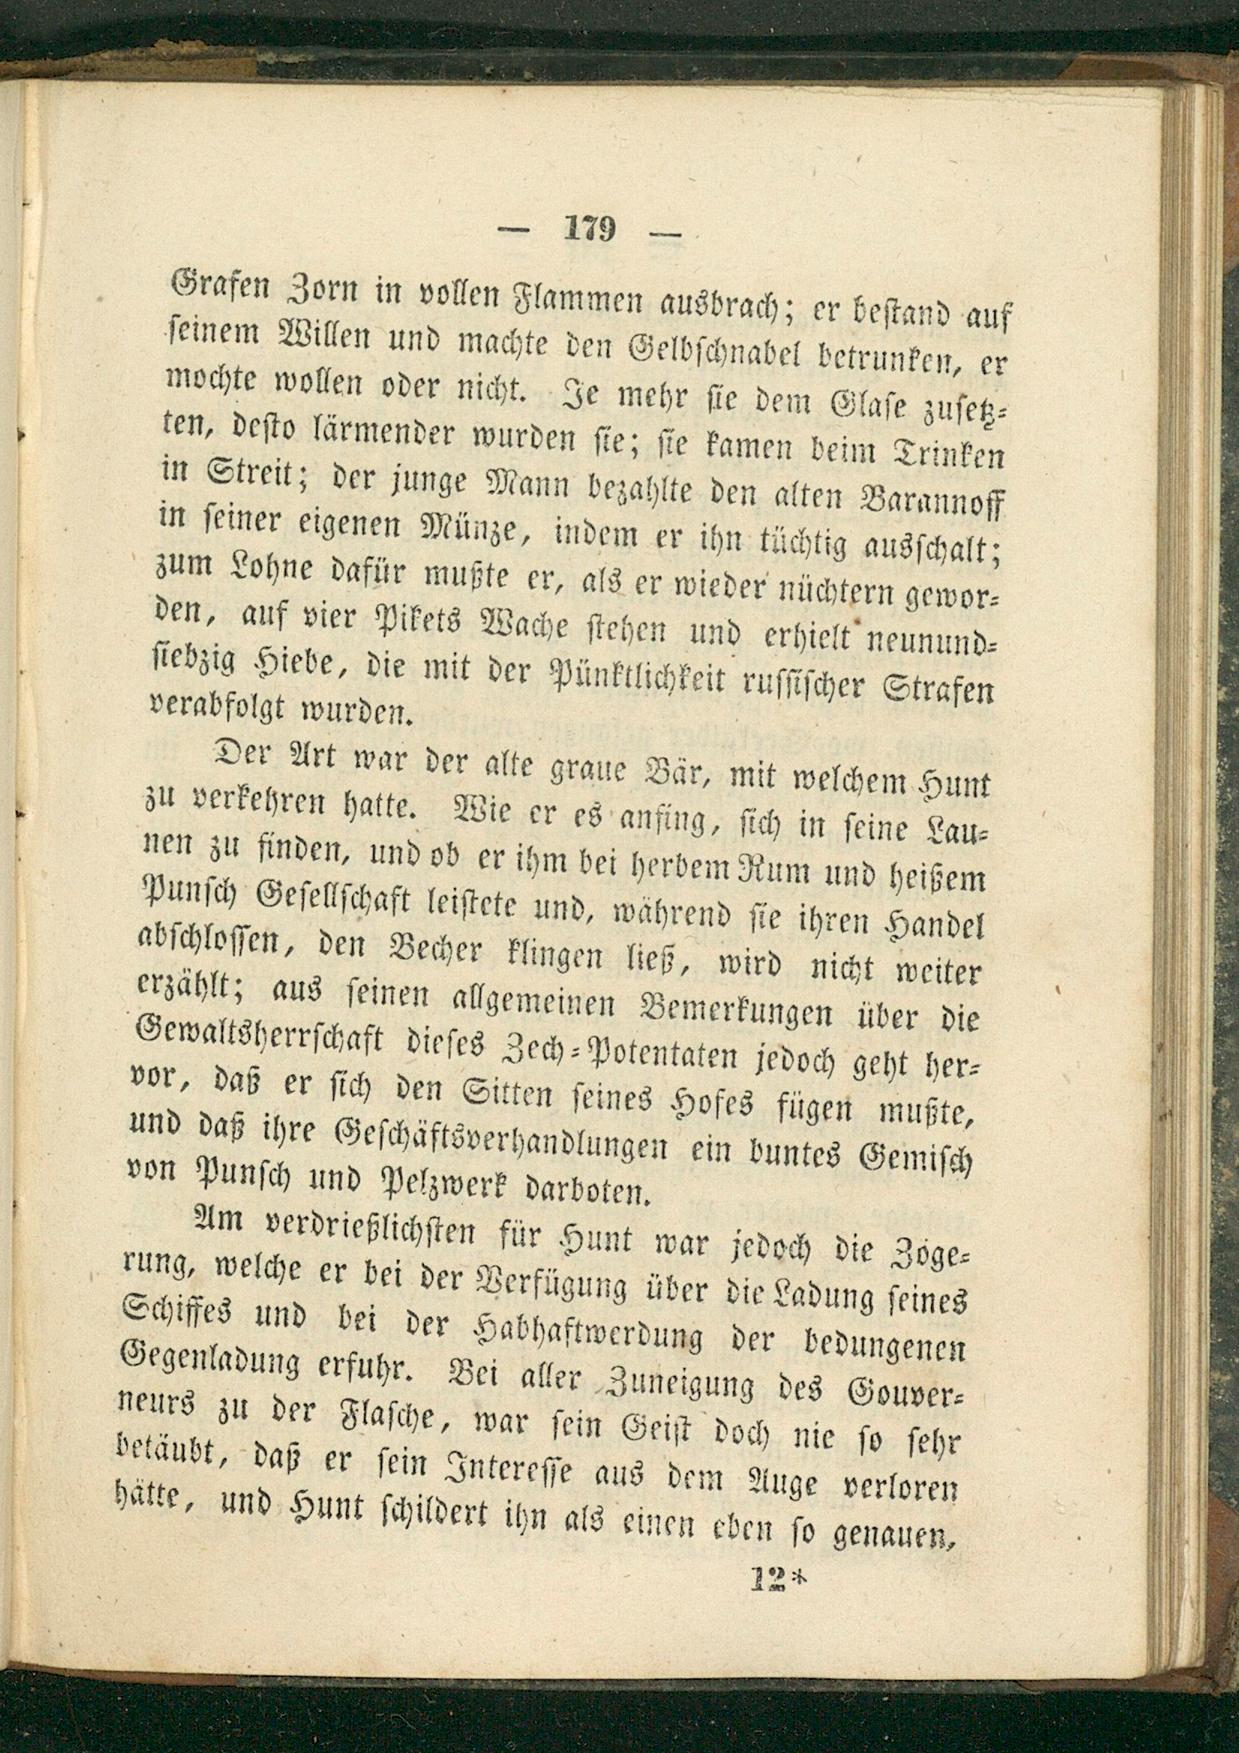 — 179 —
Grafen Zorn in vollen Flammen ausbrach; er bestand auf
seinem Willen und machte den Gelbschnabel betrunken, er
mochte wollen oder nicht. Je mehr sie dem Glase zusetz-
ten, desto lärmender wurden sie; sie kamen beim Trinken
in Streit; der junge Mann bezahlte den alten Barannoff
in seiner eigenen Münze, indem er ihn tüchtig ausschalt;
zum Lohne dafür mußte er, als er wieder nüchtern gewor-
den, auf vier Pikets Wache stehen und erhielt neunund-
siebzig Hiebe, die mit der Pünktlichkeit russischer Strafen
verabfolgt wurden.
Der Art war der alte graue Bär, mit welchem Hunt
zu verkehren hatte. Wie er es anfing, sich in seine Lau-
nen zu finden, und ob er ihm bei herbem Rum und heißem
Punsch Gesellschaft leistete und, während sie ihren Handel
abschlossen, den Becher klingen ließ, wird nicht weiter
erzählt; aus seinen allgemeinen Bemerkungen über die
Gewaltsherrschaft dieses Zech-Potentaten jedoch geht her-
vor, daß er sich den Sitten seines Hofes fügen mußte,
und daß ihre Geschäftsverhandlungen ein buntes Gemisch
von Punsch und Pelzwerk darboten.
Am verdrießlichsten für Hunt war jedoch die Zöge-
rung, welche er bei der Verfügung über die Ladung seines
Schiffes und bei der Habhaftwerdung der bedungenen
Gegenladung erfuhr. Bei aller Zuneigung des Gouver-
neurs zu der Flasche, war sein Geist doch nie so sehr
betäubt, daß er sein Interesse aus dem Auge verloren
hätte, und Hunt schildert ihn als einen eben so genauen,
12*